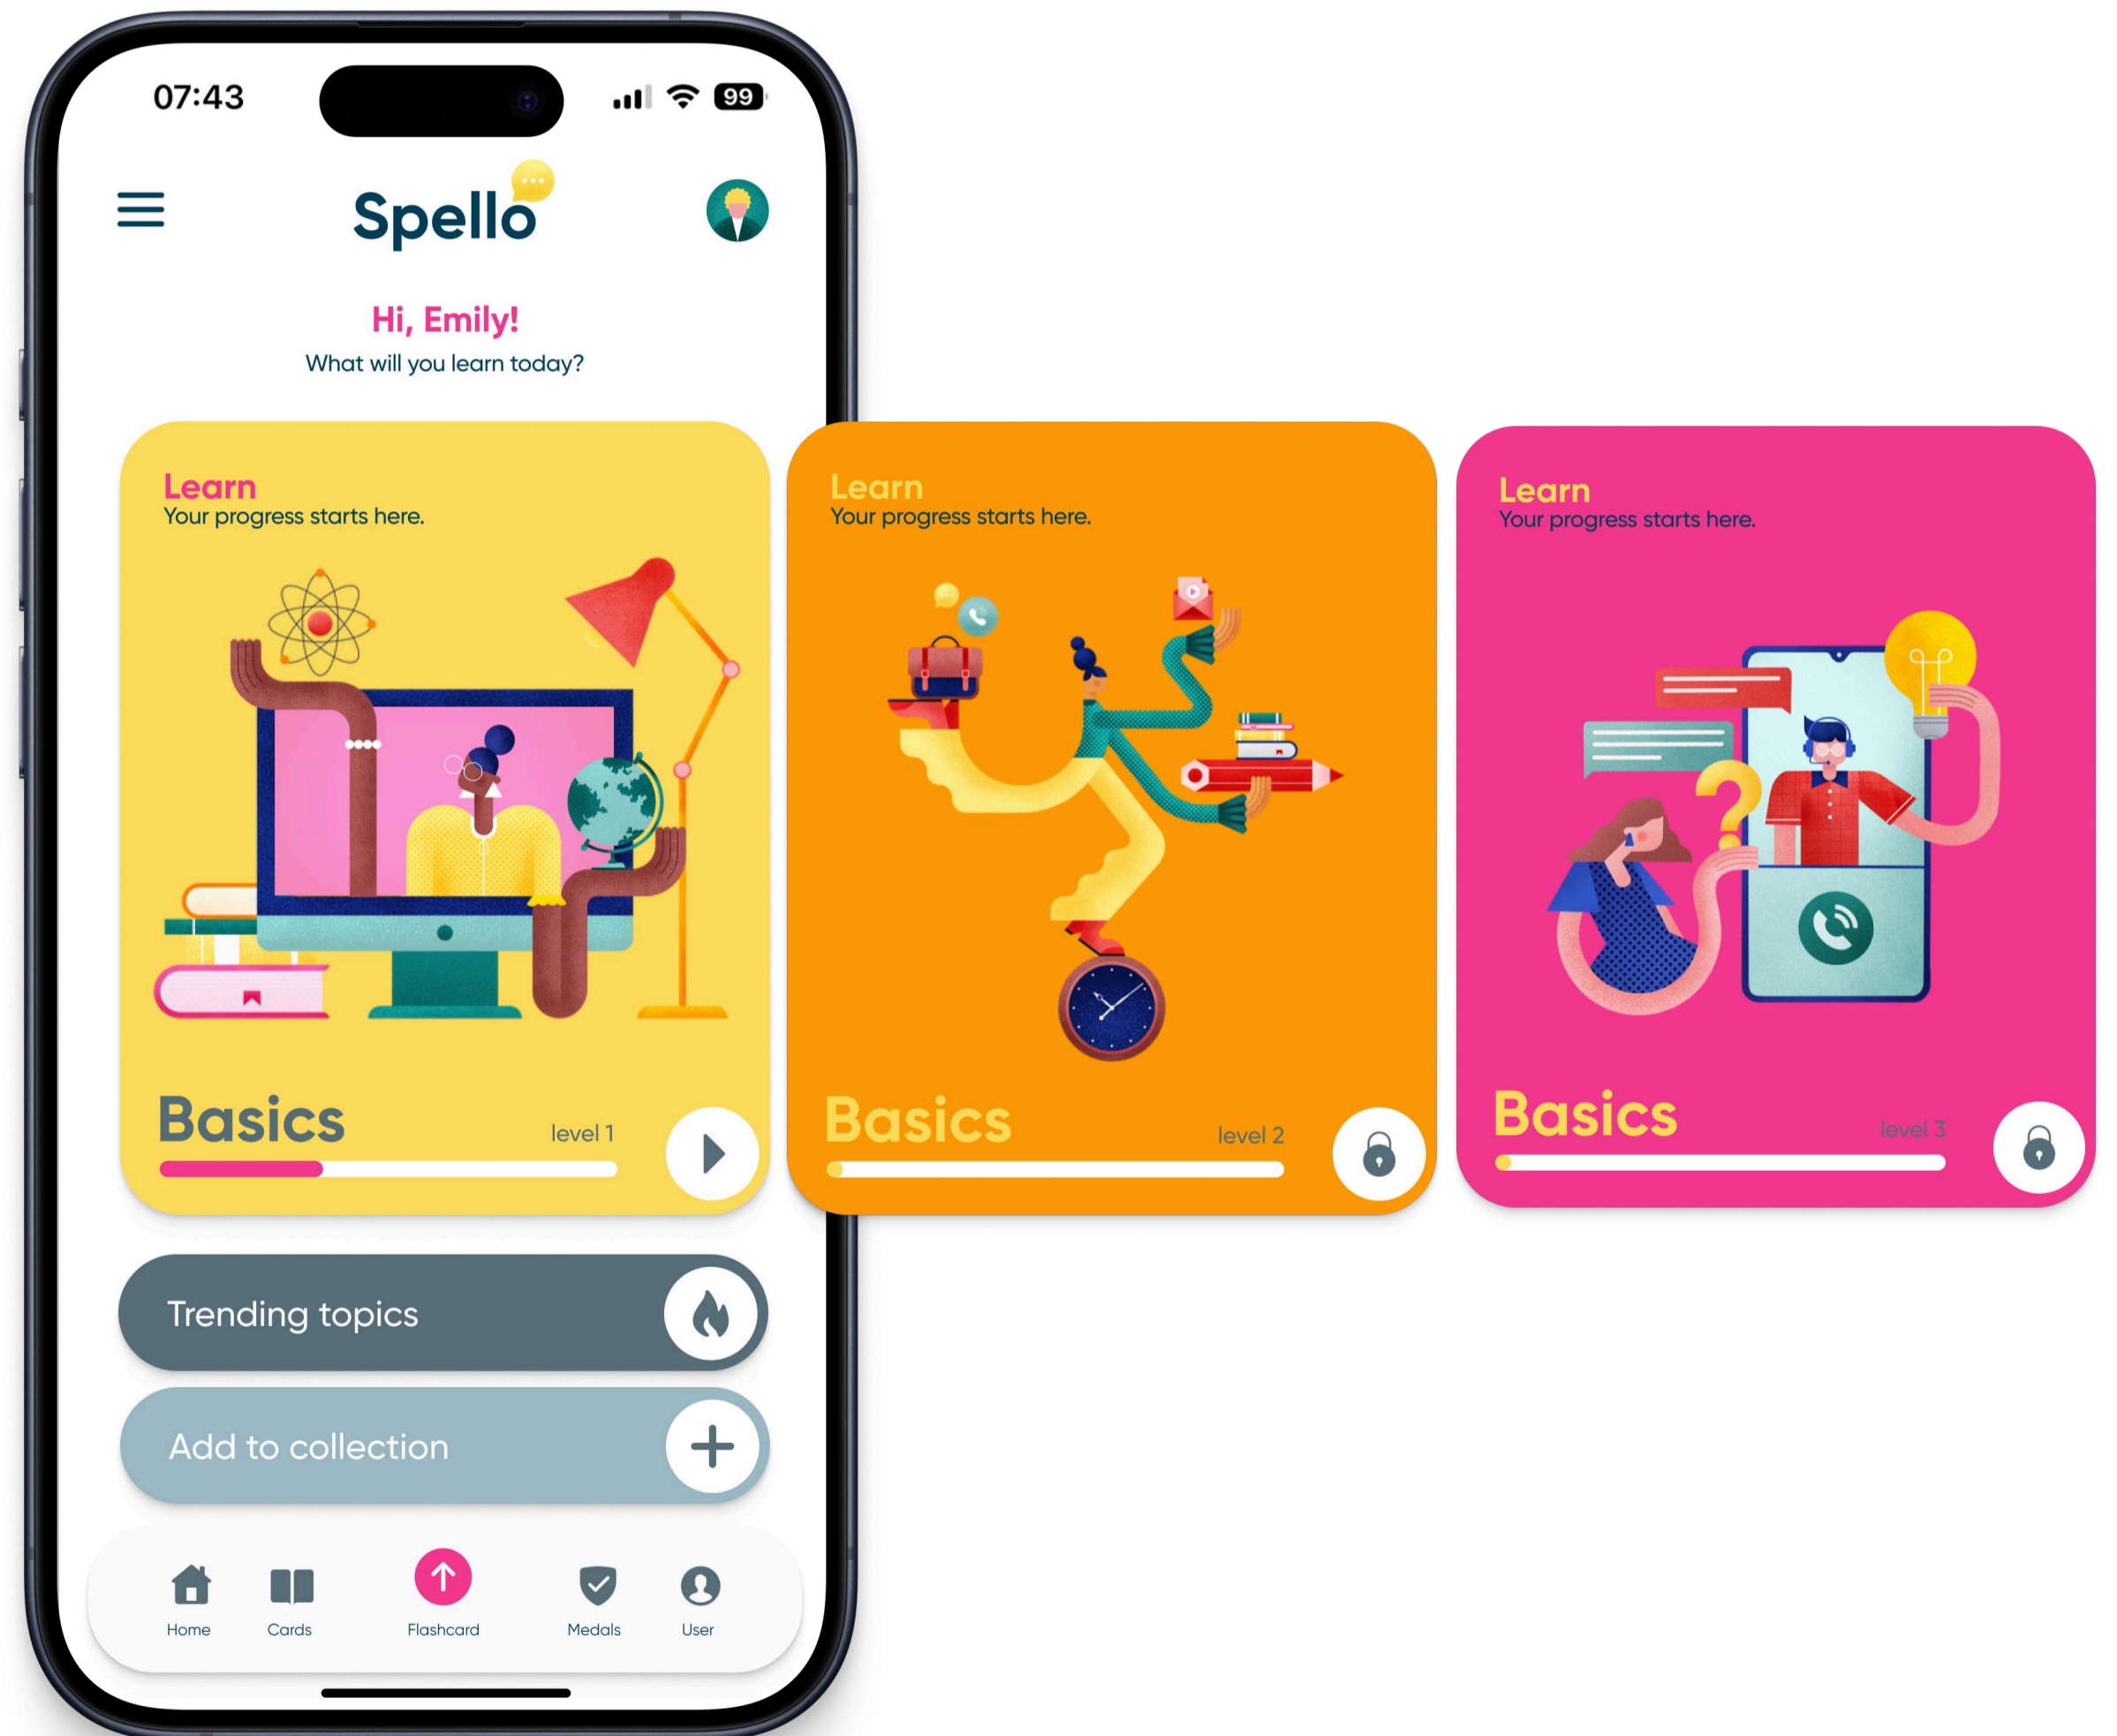 07:43
99
Spello
Hi, Emily!
What will you learn today?
Learn
Your progress starts here.
Basics
level 1
Learn
Your progress starts here.
Basics
level 2
Learn
Your progress starts here.
Basics
level 3
Trending topics
Add to collection
Home
Cards
Flashcard
Medals
User